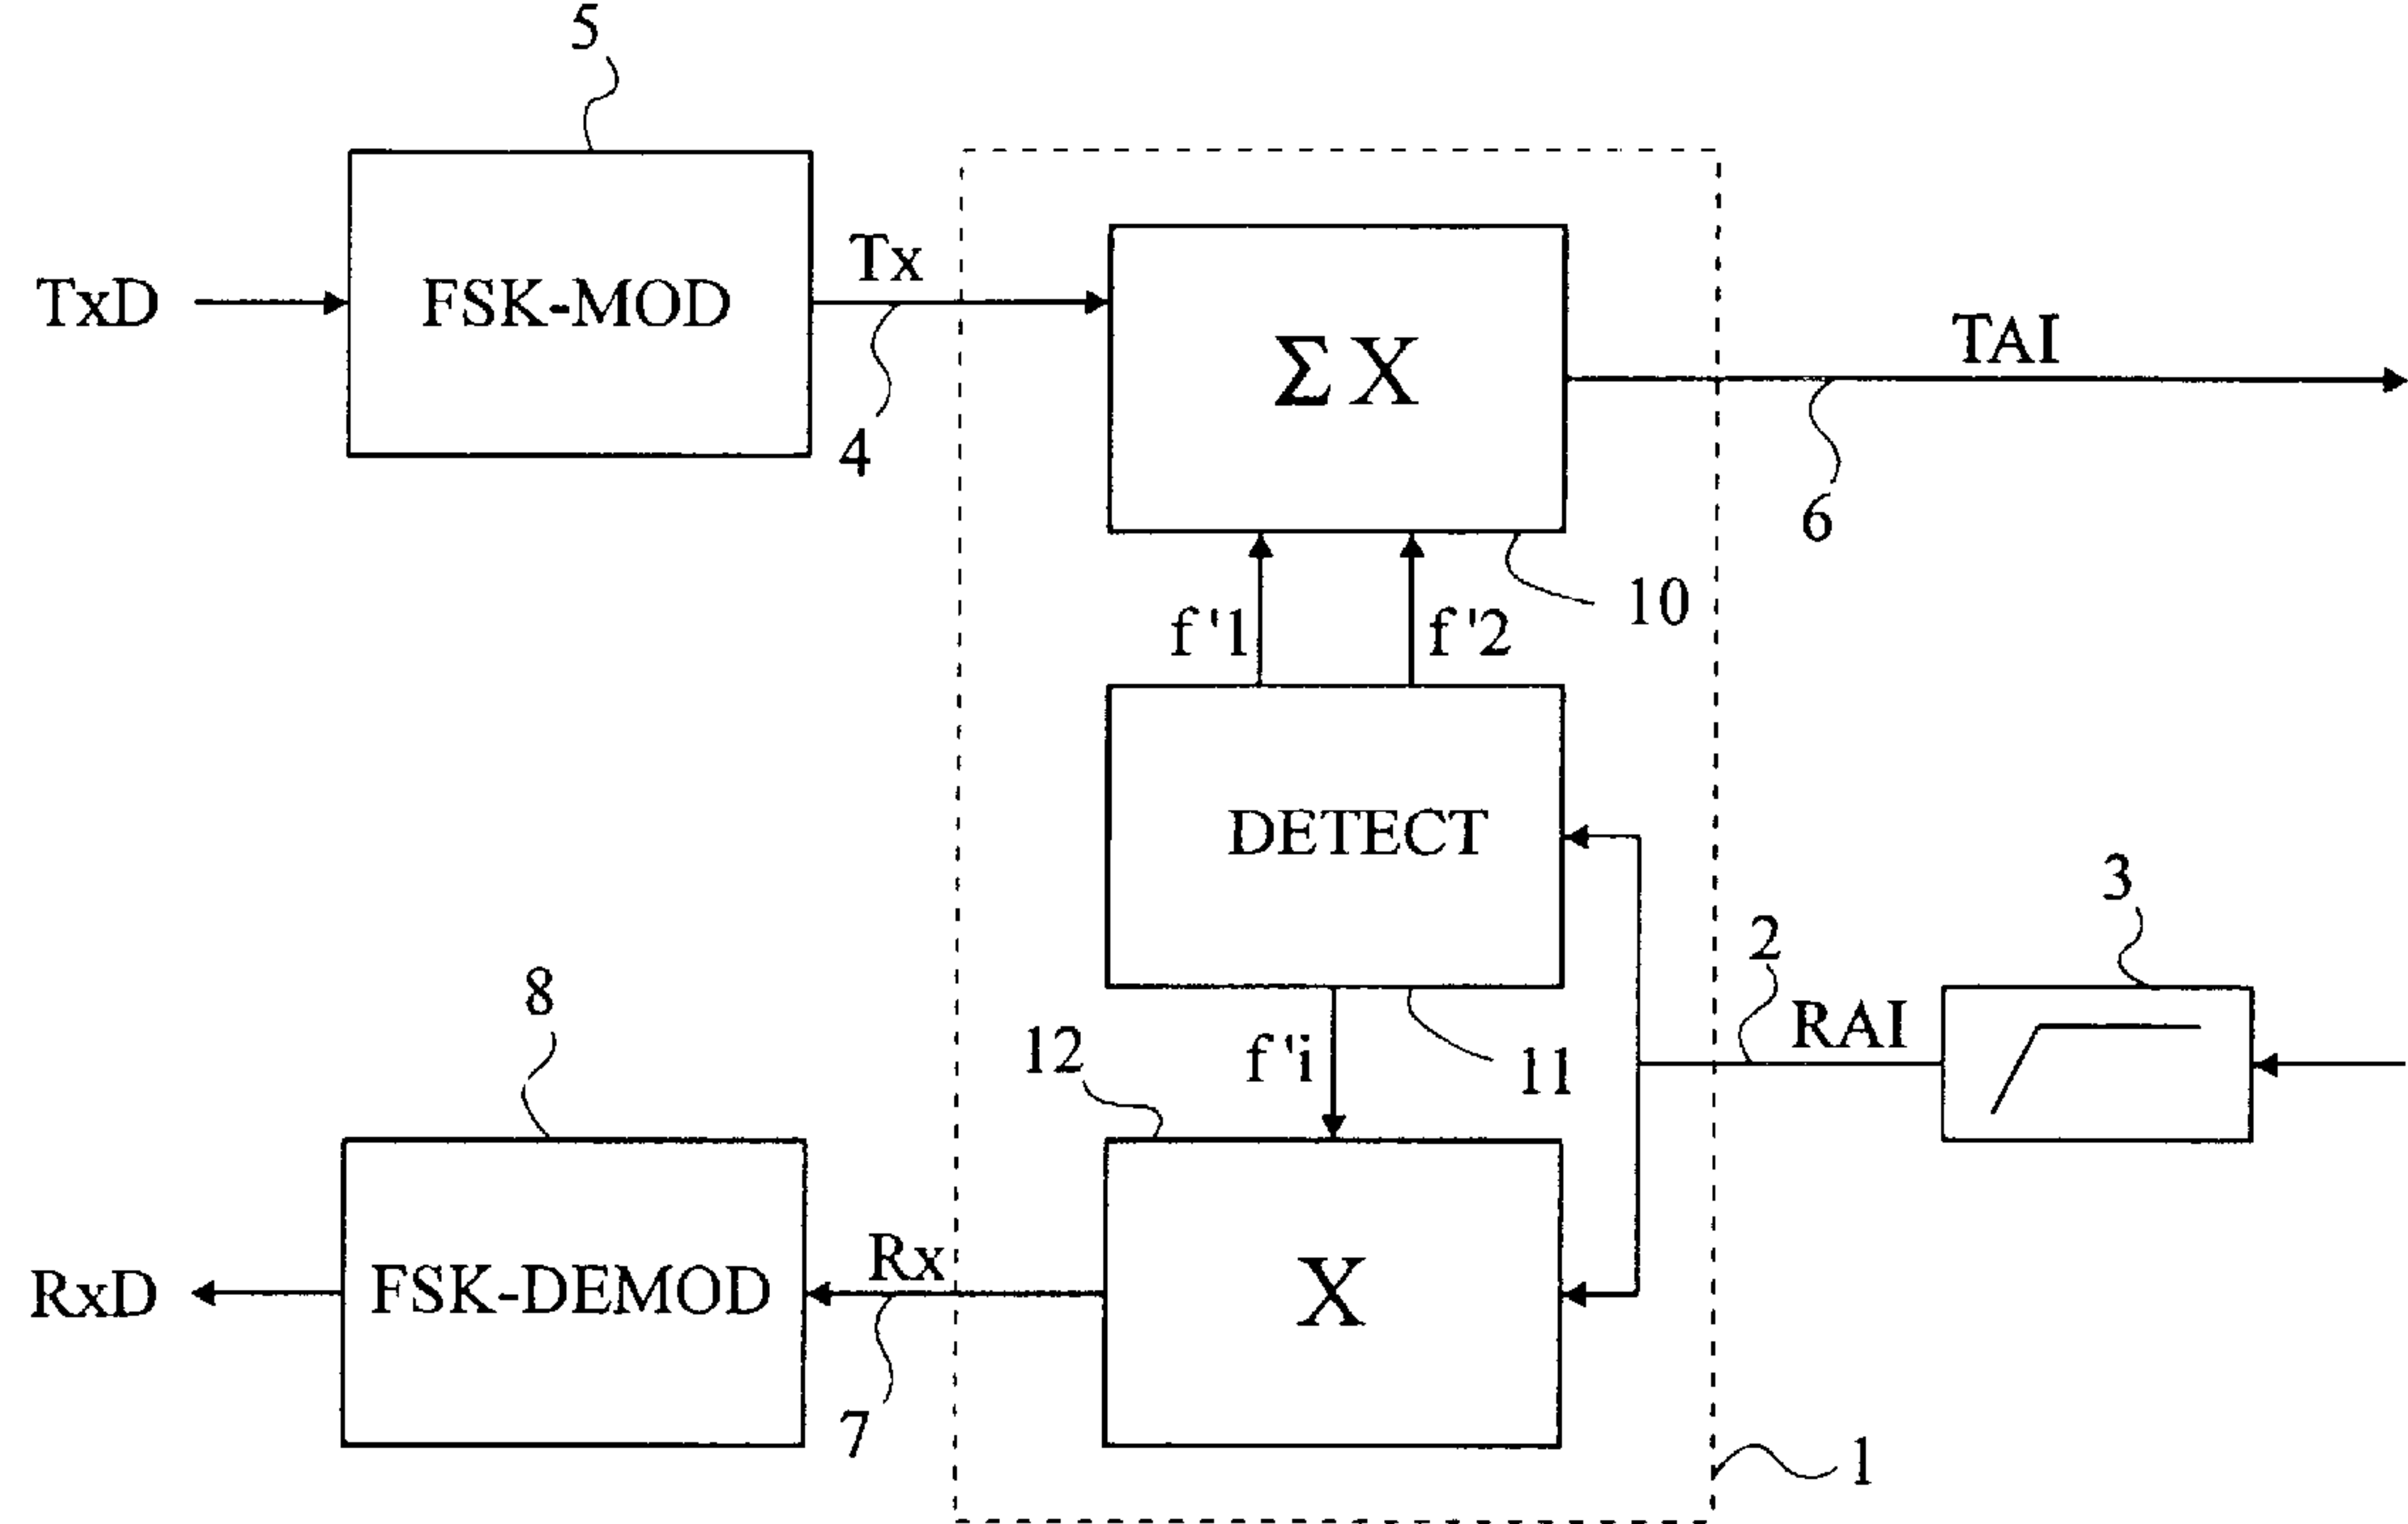 5
TxD
FSK-MOD
Tx
4
Σ X
TAI
6
f'1
f'2
10
DETECT
3
2
RAI
8
12
f'i
11
RxD
FSK-DEMOD
Rx
7
X
1